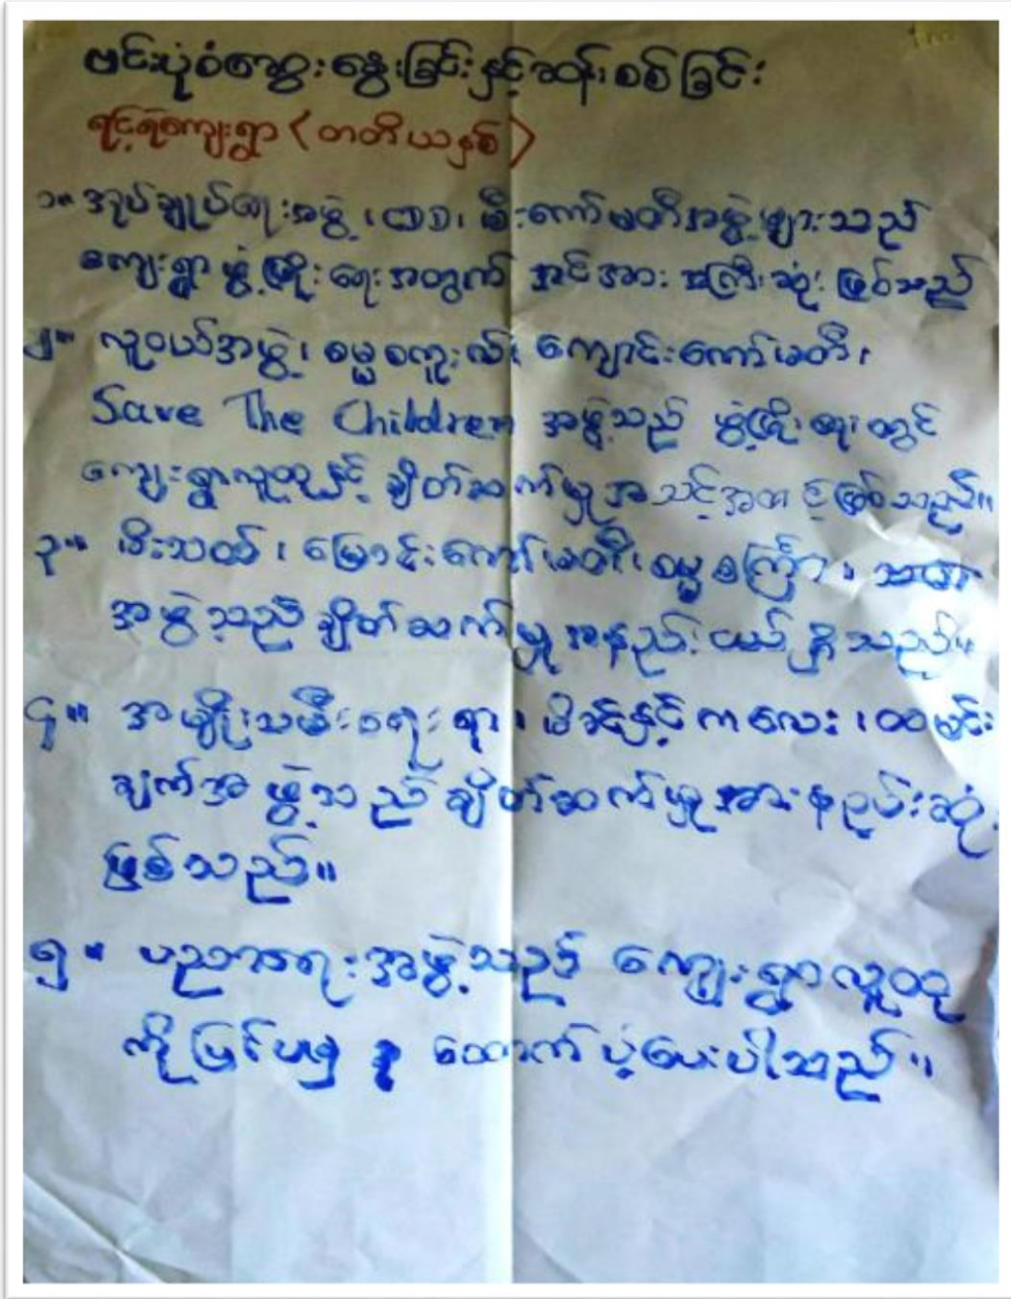 ဗင်းပုံစံဆွေးနွေးခြင်းနှင့်ဆန်းစစ်ခြင်း
ရင့်ရဲကျေးရွာ (တတိယနှစ်)
၁။ အုပ်ချုပ်ရေးအဖွဲ့၊ CDD၊ မီးကော်မတီအဖွဲ့များသည်
ကျေးရွာဖွံ့ဖြိုးရေးအတွက် အင်အား အကြီးဆုံး ဖြစ်သည်
၂။ လူငယ်အဖွဲ့၊ ဓမ္မစကူးလ်၊ ကျောင်းကော်မတီ၊
Save The Children အဖွဲ့သည် ဖွံ့ဖြိုးရေးတွင်
ကျေးရွာလူထုနှင့် ချိတ်ဆက်မှု အသင့်အတင့်ဖြစ်သည်။
၃။ မီးသတ်၊ မြောင်းကော်မတီ၊ ဓမ္မစကြာ၊
အဖွဲ့သည် ချိတ်ဆက်မှု အနည်းငယ်ရှိသည်။
၄။ အမျိုးသမီးရေးရာ၊ မိခင်နှင့်ကလေး၊ ထမင်း
ချက်အဖွဲ့သည် ချိတ်ဆက်မှုအားနည်းဆုံး
ဖြစ်သည်။
၅။ ပညာရေးအဖွဲ့သည် ကျေးရွာလူထု
ကို ပြင်ပမှ ထောက်ပံ့ပေးပါသည်။